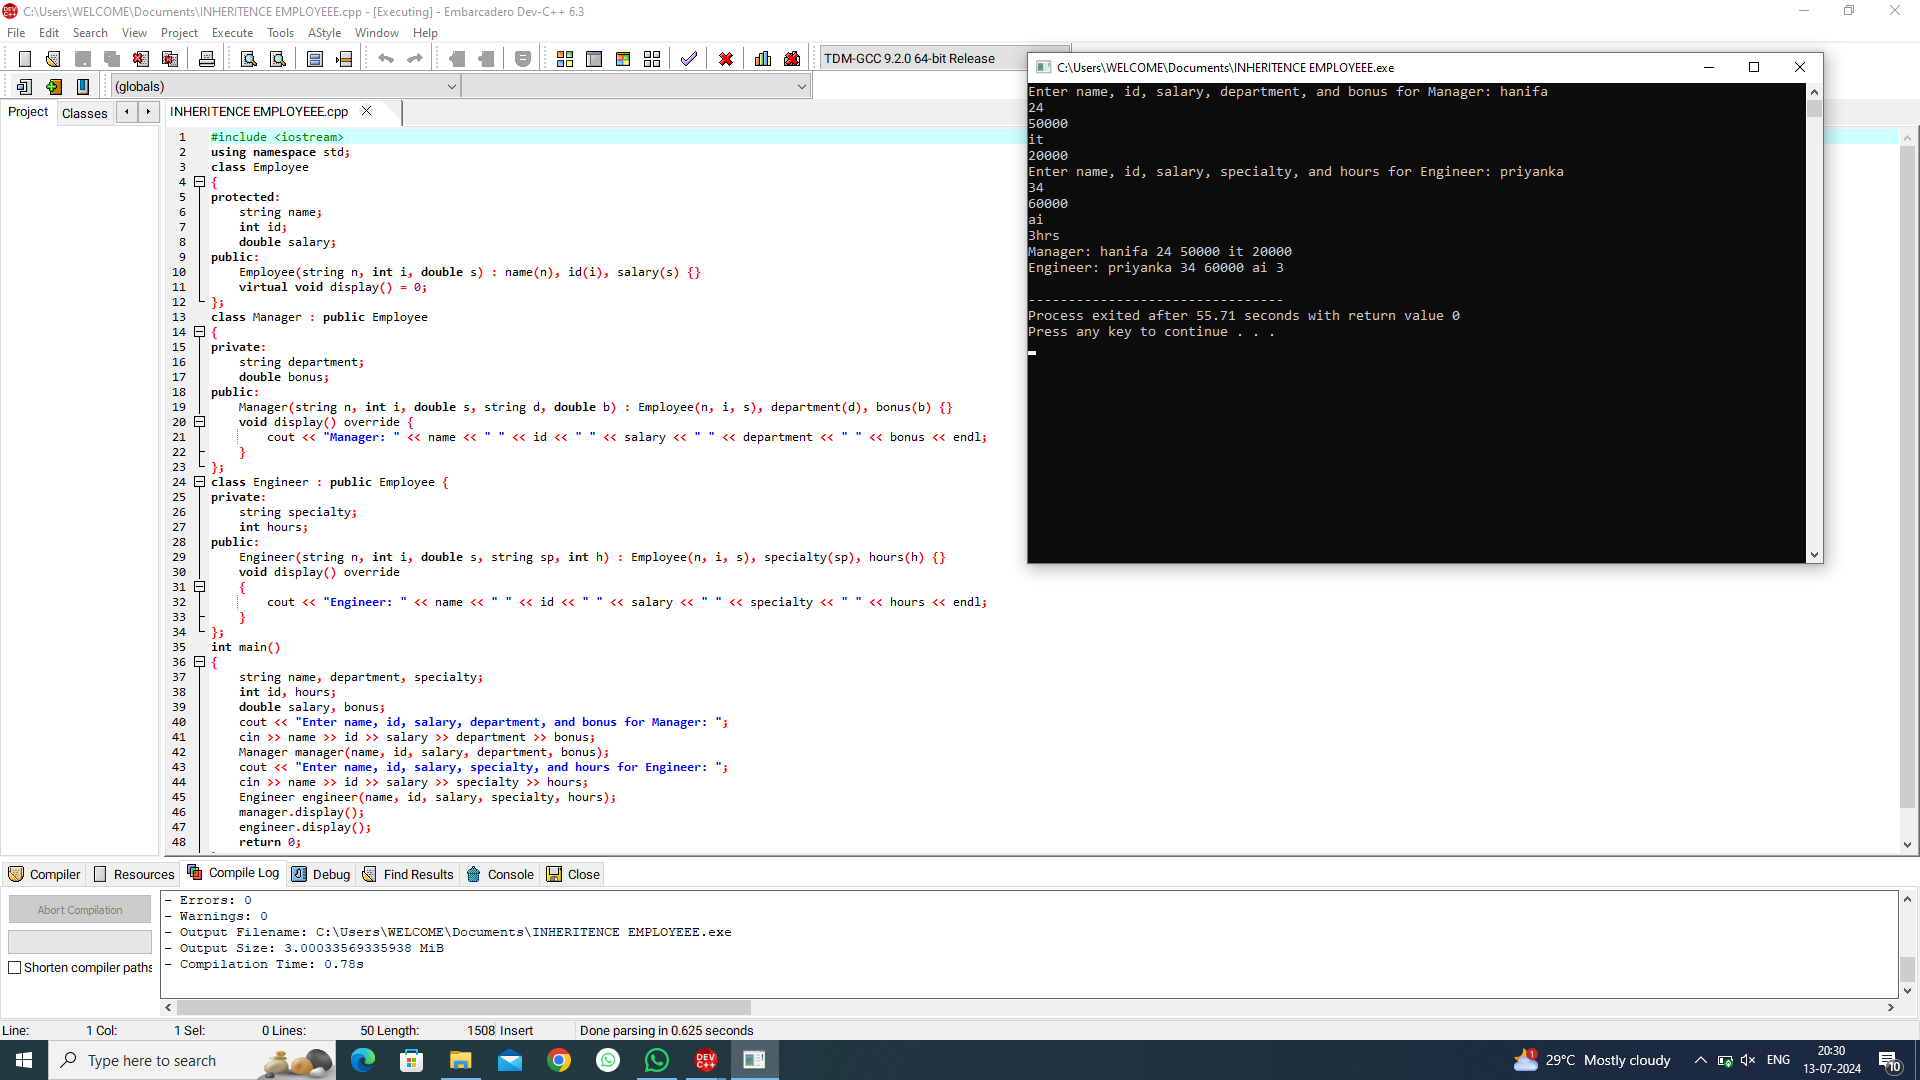 C:\Users\WELCOME\Documents\INHERITENCE EMPLOYEEE.cpp - [Executing] - Embarcadero Dev-C++ 6.3
File Edit Search View Project Execute Tools AStyle Window Help
TDM-GCC 9.2.0 64-bit Release
(globals)
Project Classes
INHERITENCE EMPLOYEEE.cpp
1 #include <iostream>
2 using namespace std;
3 class Employee
4 {
5 protected:
6 string name;
7 int id;
8 double salary;
9 public:
10 Employee(string n, int i, double s) : name(n), id(i), salary(s) {}
11 virtual void display() = 0;
12 };
13 class Manager : public Employee
14 {
15 private:
16 string department;
17 double bonus;
18 public:
19 Manager(string n, int i, double s, string d, double b) : Employee(n, i, s), department(d), bonus(b) {}
20 void display() override {
21 cout << "Manager: " << name << " " << id << " " << salary << " " << department << " " << bonus << endl;
22 }
23 };
24 class Engineer : public Employee {
25 private:
26 string specialty;
27 int hours;
28 public:
29 Engineer(string n, int i, double s, string sp, int h) : Employee(n, i, s), specialty(sp), hours(h) {}
30 void display() override
31 {
32 cout << "Engineer: " << name << " " << id << " " << salary << " " << specialty << " " << hours << endl;
33 }
34 };
35 int main()
36 {
37 string name, department, specialty;
38 int id, hours;
39 double salary, bonus;
40 cout << "Enter name, id, salary, department, and bonus for Manager: ";
41 cin >> name >> id >> salary >> department >> bonus;
42 Manager manager(name, id, salary, department, bonus);
43 cout << "Enter name, id, salary, specialty, and hours for Engineer: ";
44 cin >> name >> id >> salary >> specialty >> hours;
45 Engineer engineer(name, id, salary, specialty, hours);
46 manager.display();
47 engineer.display();
48 return 0;
C:\Users\WELCOME\Documents\INHERITENCE EMPLOYEEE.exe
Enter name, id, salary, department, and bonus for Manager: hanifa
24
50000
it
20000
Enter name, id, salary, specialty, and hours for Engineer: priyanka
34
60000
ai
3hrs
Manager: hanifa 24 50000 it 20000
Engineer: priyanka 34 60000 ai 3
--------------------------------
Process exited after 55.71 seconds with return value 0
Press any key to continue . . .
Compiler Resources Compile Log Debug Find Results Console Close
Abort Compilation
Shorten compiler paths
- Errors: 0
- Warnings: 0
- Output Filename: C:\Users\WELCOME\Documents\INHERITENCE EMPLOYEEE.exe
- Output Size: 3.00033569335938 MiB
- Compilation Time: 0.78s
Line: 1 Col: 1 Sel: 0 Lines: 50 Length: 1508 Insert Done parsing in 0.625 seconds
Type here to search
DEV C++
29°C Mostly cloudy
ENG
20:30
13-07-2024
10